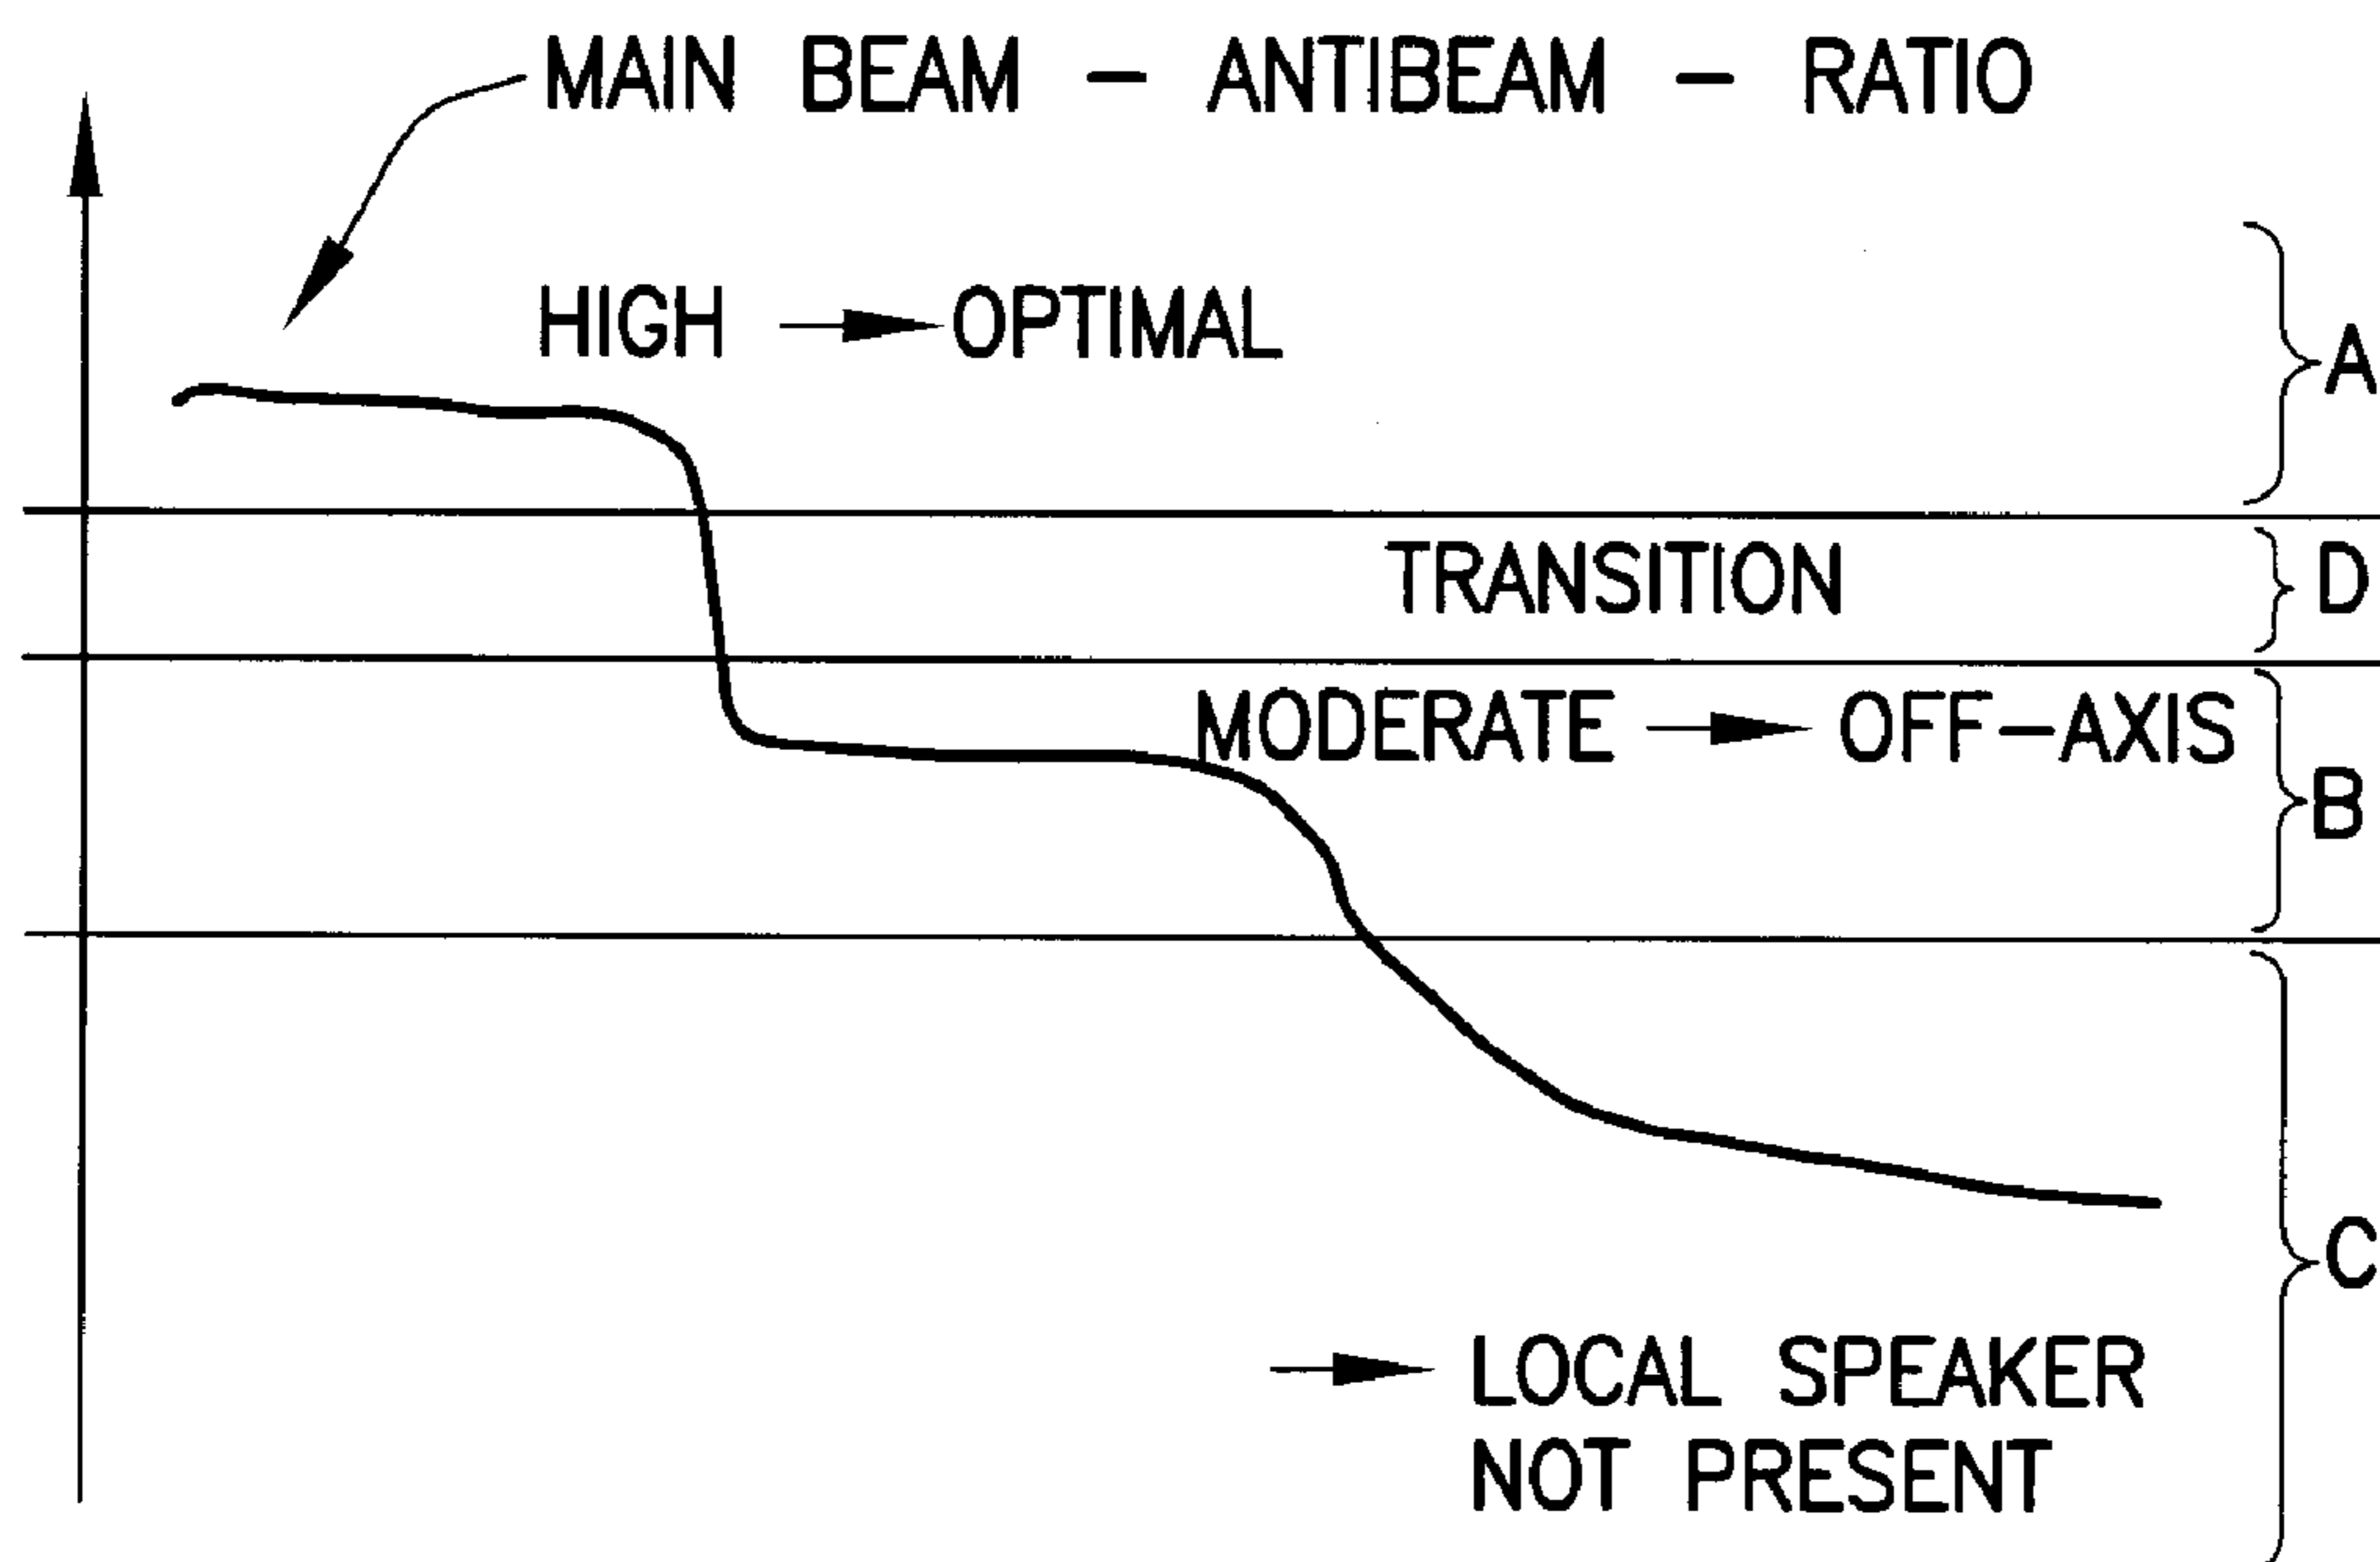 MAIN BEAM - ANTIBEAM - RATIO
HIGH → OPTIMAL
A
TRANSITION
D
MODERATE → OFF-AXIS
B
C
→ LOCAL SPEAKER
NOT PRESENT